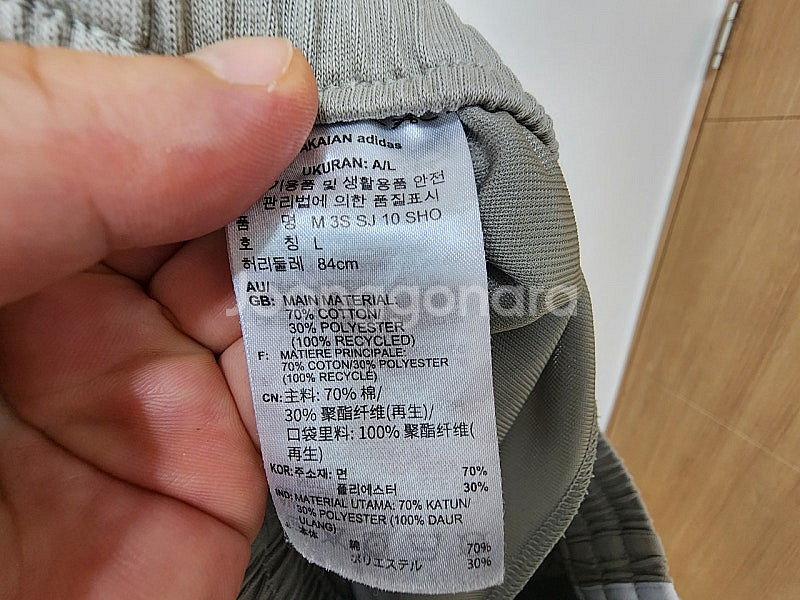 AKAIAN adidas
UKURAN: A/L
기용품 및 생활용품 안전
관리법에 의한 품질표시
품 명 M 3S SJ 10 SHO
호 칭 L
허리둘레 84cm
AU/
GB: MAIN MATERIAL:
70% COTTON/
30% POLYESTER
(100% RECYCLED)
F: MATIERE PRINCIPALE:
70% COTON/30% POLYESTER
(100% RECYCLE)
CN: 主料: 70% 棉/
30% 聚酯纤维(再生)/
口袋里料: 100% 聚酯纤维(
再生)
KOR: 주소재: 면 70%
폴리에스터 30%
IND: MATERIAL UTAMA: 70% KATUN/
30% POLYESTER (100% DAUR
ULANG)
本体
綿 70%
ポリエステル 30%
Joonggonara